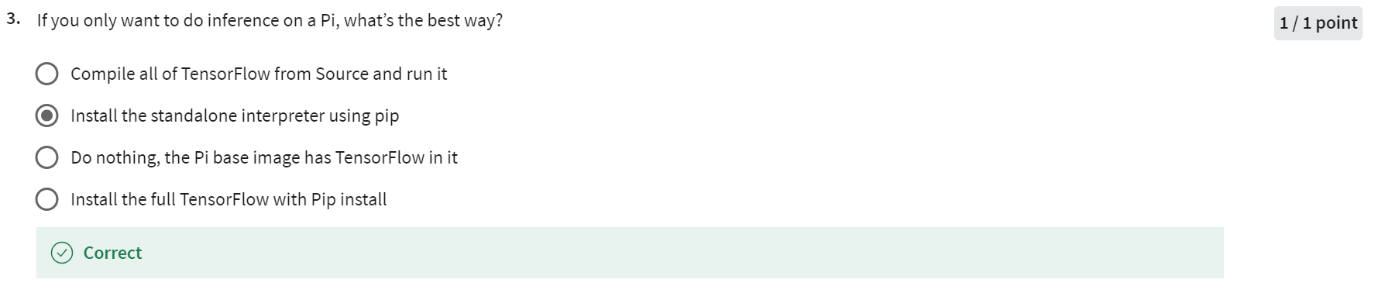 3. If you only want to do inference on a Pi, what’s the best way?
1 / 1 point
Compile all of TensorFlow from Source and run it
Install the standalone interpreter using pip
Do nothing, the Pi base image has TensorFlow in it
Install the full TensorFlow with Pip install
Correct